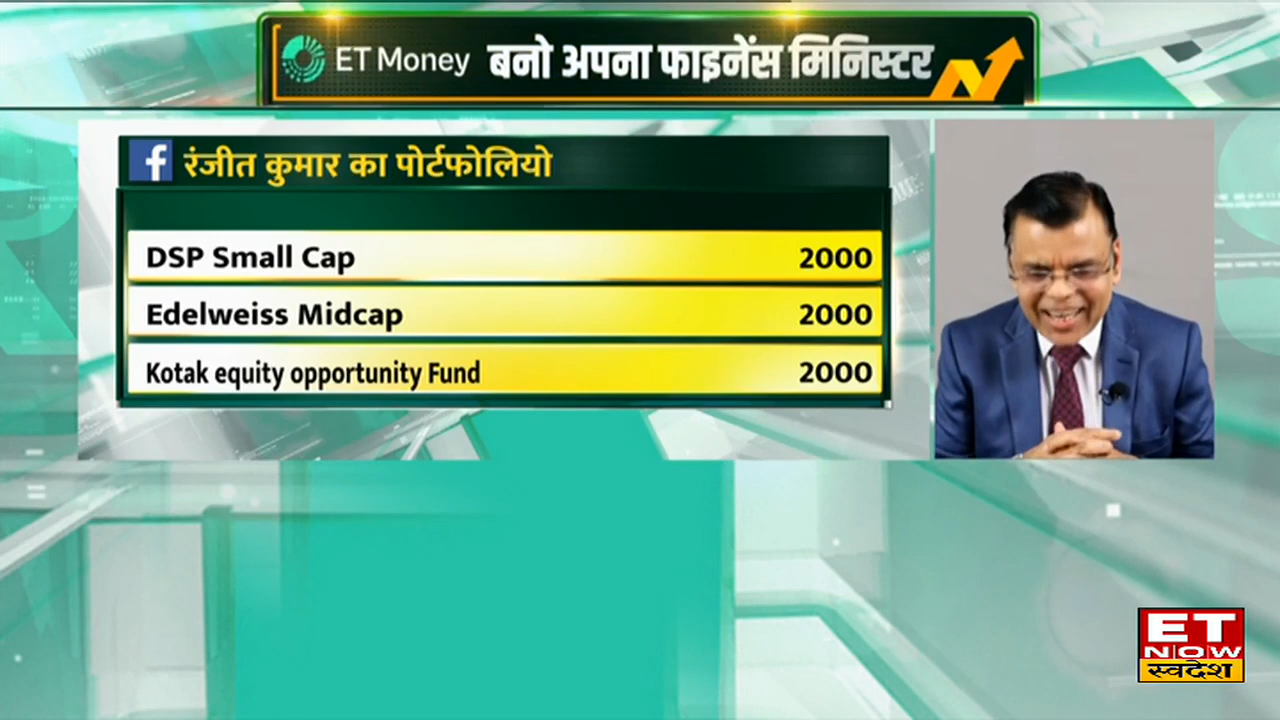 ET Money बनो अपना फाइनेंस मिनिस्टर
रंजीत कुमार का पोर्टफोलियो
DSP Small Cap 2000
Edelweiss Midcap 2000
Kotak equity opportunity Fund 2000
ET
NOW
स्वदेश